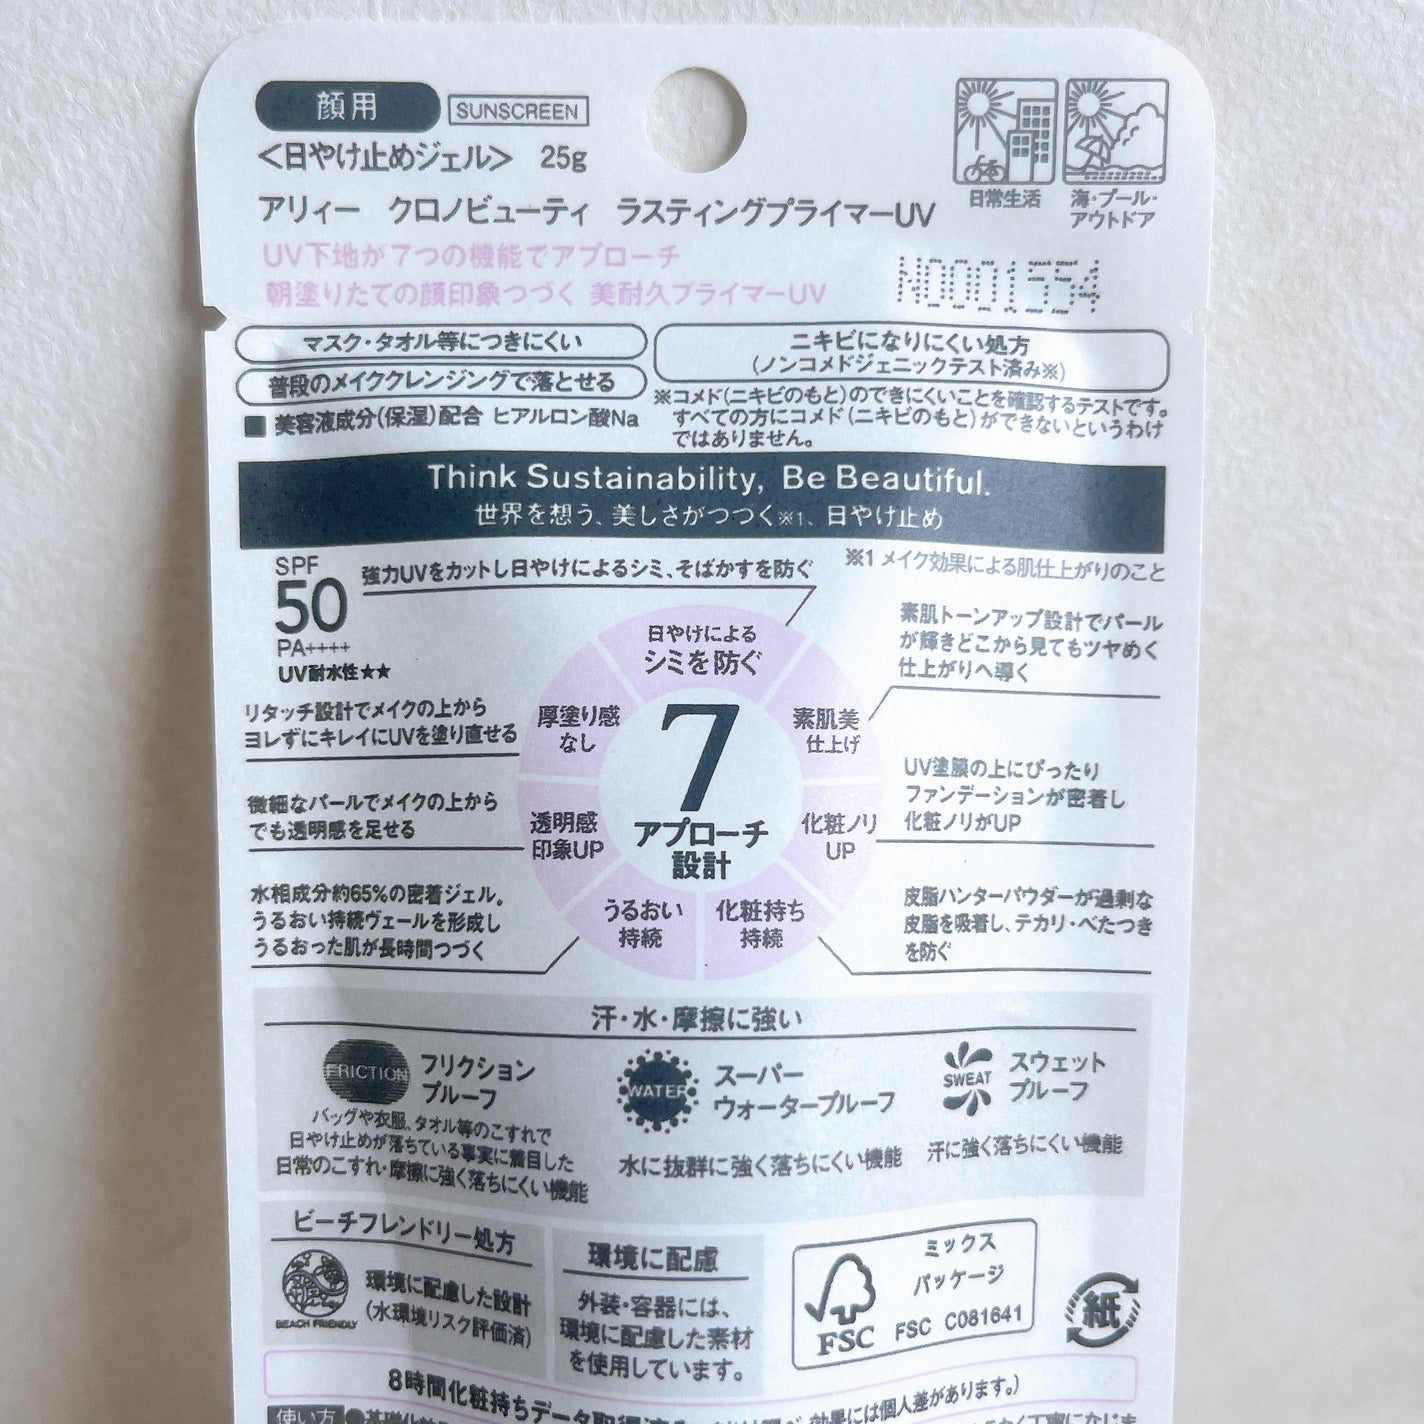 顔用 SUNSCREEN
<日やけ止めジェル> 25g
日常生活
海・プール・
アウトドア
アリィー クロノビューティ ラスティングプライマーUV
UV下地が7つの機能でアプローチ
朝塗りたての顔印象つづく 美耐久プライマーUV
N0001554
マスク・タオル等につきにくい
普段のメイククレンジングで落とせる
■ 美容液成分(保湿)配合 ヒアルロン酸Na
ニキビになりにくい処方
(ノンコメドジェニックテスト済み※)
※コメド(ニキビのもと)のできにくいことを確認するテストです。
すべての方にコメド(ニキビのもと)ができないというわけ
ではありません。
Think Sustainability, Be Beautiful.
世界を想う、美しさがつづく※1、日やけ止め
※1 メイク効果による肌仕上がりのこと
SPF
50
PA++++
UV耐水性★★
強力UVをカットし日やけによるシミ、そばかすを防ぐ
素肌トーンアップ設計でパール
が輝きどこから見てもツヤめく
仕上がりへ導く
リタッチ設計でメイクの上から
ヨレずにキレイにUVを塗り直せる
UV塗膜の上にぴったり
ファンデーションが密着し
化粧ノリがUP
微細なパールでメイクの上から
でも透明感を足せる
水相成分約65%の密着ジェル。
うるおい持続ヴェールを形成し
うるおった肌が長時間つづく
皮脂ハンターパウダーが過剰な
皮脂を吸着し、テカリ・べたつき
を防ぐ
日やけによる
シミを防ぐ
厚塗り感
なし
素肌美
仕上げ
7
アプローチ
設計
透明感
印象UP
化粧ノリ
UP
うるおい
持続
化粧持ち
持続
汗・水・摩擦に強い
FRICTION
フリクション
プルーフ
バッグや衣服、タオル等のこすれで
日やけ止めが落ちている事実に着目した
日常のこすれ・摩擦に強く落ちにくい機能
WATER
スーパー
ウォータープルーフ
水に抜群に強く落ちにくい機能
SWEAT
スウェット
プルーフ
汗に強く落ちにくい機能
ビーチフレンドリー処方
BEACH FRIENDLY
環境に配慮した設計
(水環境リスク評価済)
環境に配慮
外装・容器には、
環境に配慮した素材
を使用しています。
FSC
ミックス
パッケージ
FSC C081641
紙
8時間化粧持ちデータ取得済み
効果には個人差があります。)
使い方